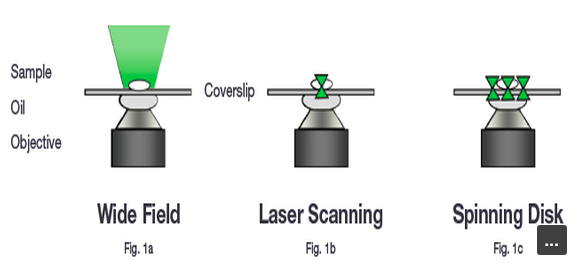 Sample
Oil
Objective
Coverslip
Wide Field
Laser Scanning
Spinning Disk
Fig. 1a
Fig. 1b
Fig. 1c
...